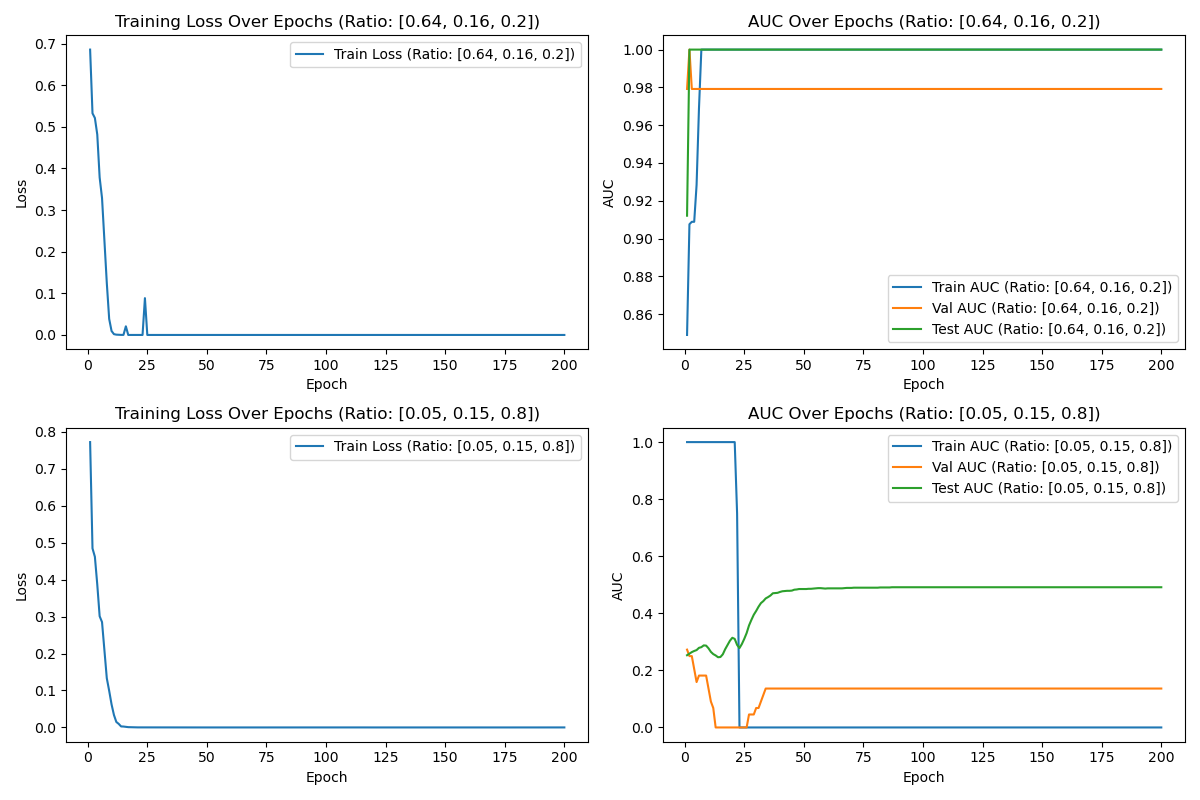 Training Loss Over Epochs (Ratio: [0.64, 0.16, 0.2])
Train Loss (Ratio: [0.64, 0.16, 0.2])
0.7
0.6
0.5
0.4
0.3
0.2
0.1
0.0
Loss
0 25 50 75 100 125 150 175 200
Epoch
AUC Over Epochs (Ratio: [0.64, 0.16, 0.2])
1.00
0.98
0.96
0.94
0.92
0.90
0.88
0.86
AUC
Train AUC (Ratio: [0.64, 0.16, 0.2])
Val AUC (Ratio: [0.64, 0.16, 0.2])
Test AUC (Ratio: [0.64, 0.16, 0.2])
0 25 50 75 100 125 150 175 200
Epoch
Training Loss Over Epochs (Ratio: [0.05, 0.15, 0.8])
Train Loss (Ratio: [0.05, 0.15, 0.8])
0.8
0.7
0.6
0.5
0.4
0.3
0.2
0.1
0.0
Loss
0 25 50 75 100 125 150 175 200
Epoch
AUC Over Epochs (Ratio: [0.05, 0.15, 0.8])
Train AUC (Ratio: [0.05, 0.15, 0.8])
Val AUC (Ratio: [0.05, 0.15, 0.8])
Test AUC (Ratio: [0.05, 0.15, 0.8])
1.0
0.8
0.6
0.4
0.2
0.0
AUC
0 25 50 75 100 125 150 175 200
Epoch